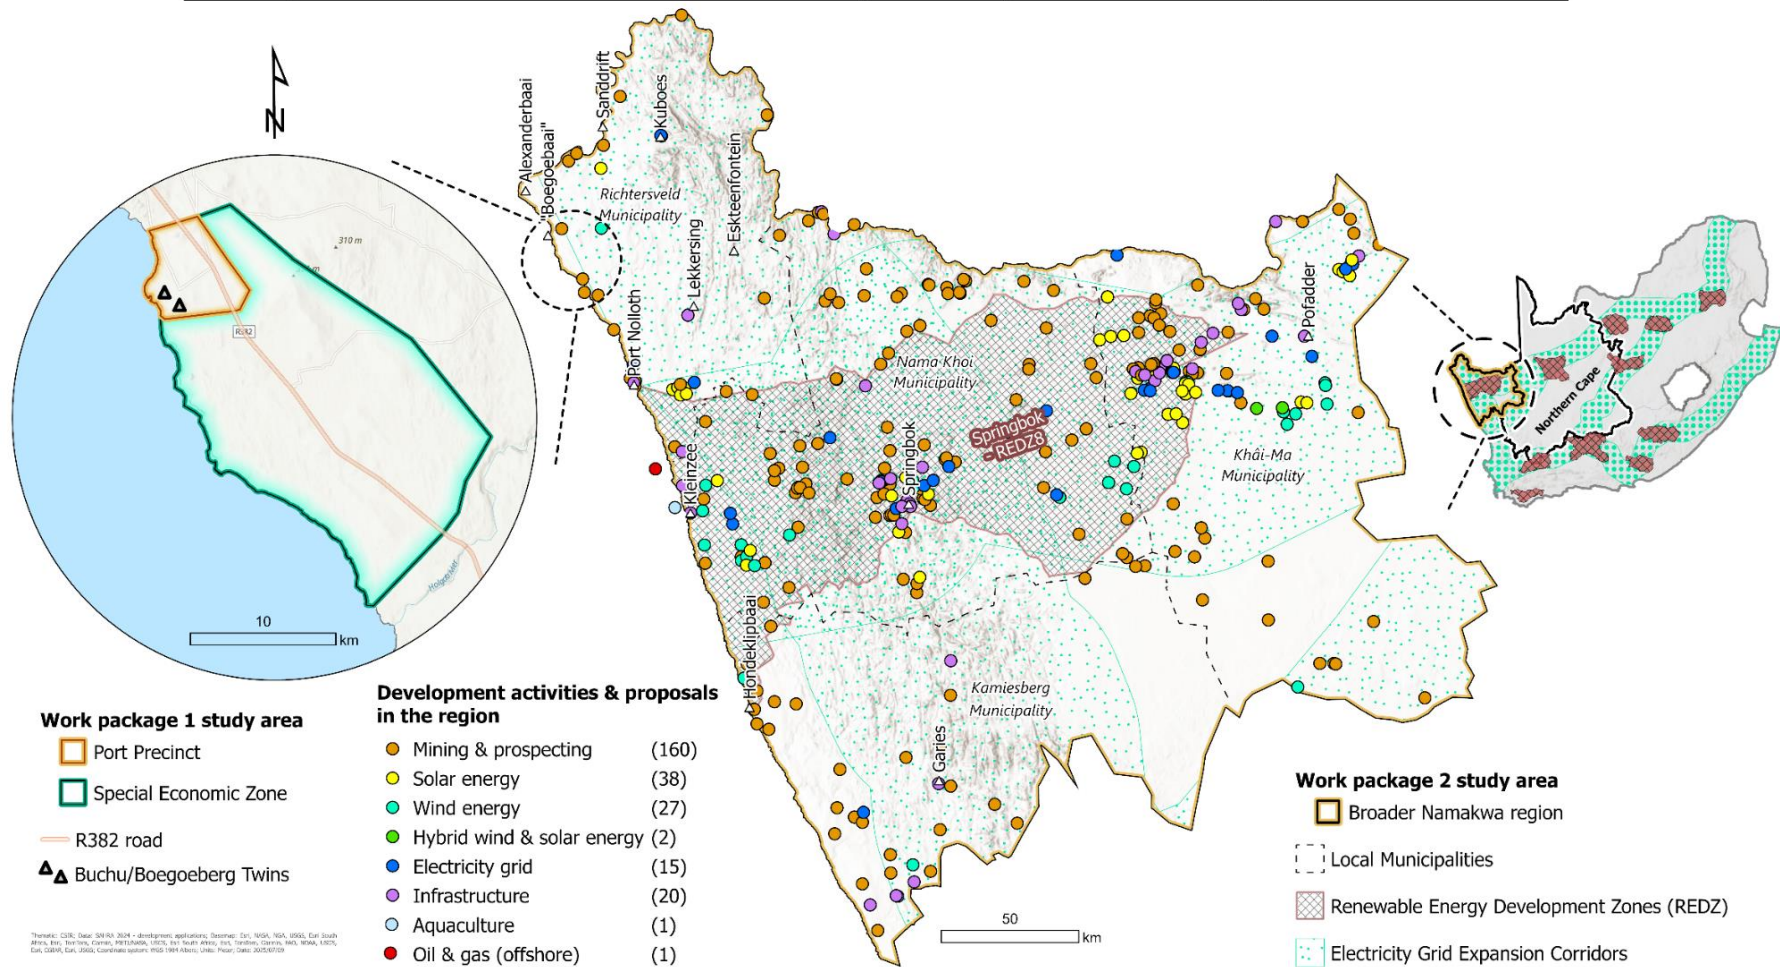 N
310 m
R382
Holgatrivier
10
km
Alexanderbaai
"Boegoebaai"
Sanddrift
Kuboes
Eksteenfontein
Richtersveld
Municipality
Lekkersing
Port Nolloth
Nama Khoi
Municipality
Springbok
- REDZ8
Springbok
Kleinzee
Hondeklipbaai
Pofadder
Khâi-Ma
Municipality
Kamiesberg
Municipality
Garies
50
km
Northern Cape
Work package 1 study area
Port Precinct
Special Economic Zone
R382 road
Buchu/Boegoeberg Twins
Development activities & proposals
in the region
Mining & prospecting (160)
Solar energy (38)
Wind energy (27)
Hybrid wind & solar energy (2)
Electricity grid (15)
Infrastructure (20)
Aquaculture (1)
Oil & gas (offshore) (1)
Work package 2 study area
Broader Namakwa region
Local Municipalities
Renewable Energy Development Zones (REDZ)
Electricity Grid Expansion Corridors